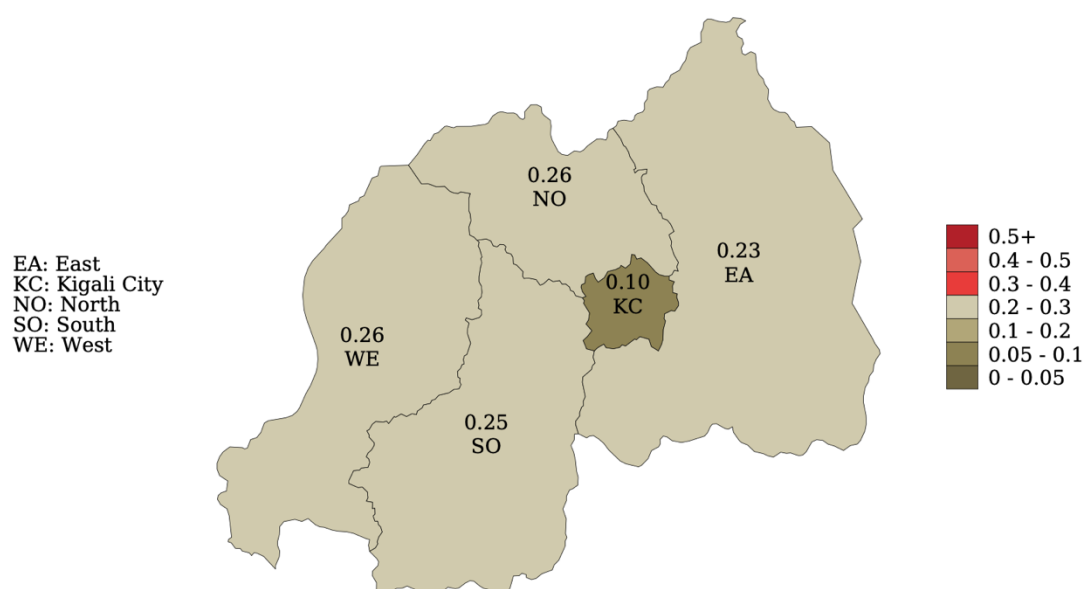 EA: East
KC: Kigali City
NO: North
SO: South
WE: West
0.26
NO
0.23
EA
0.10
KC
0.26
WE
0.25
SO
0.5+
0.4 - 0.5
0.3 - 0.4
0.2 - 0.3
0.1 - 0.2
0.05 - 0.1
0 - 0.05